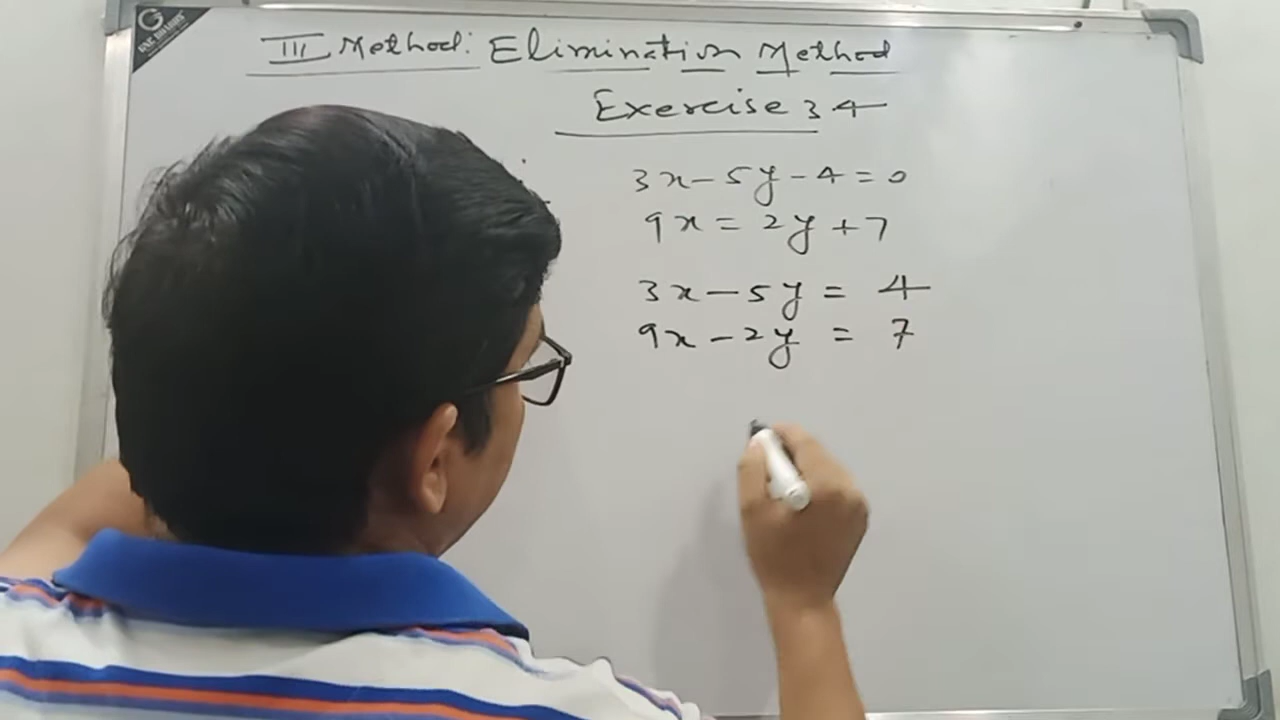 III Method: Elimination Method
Exercise 3 4
3x - 5y - 4 = 0
9x = 2y + 7
3x - 5y = 4
9x - 2y = 7